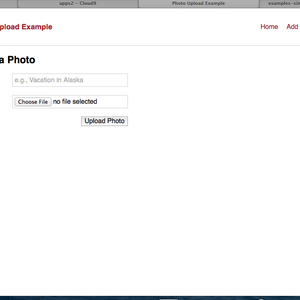 apps2 – Cloud9 Photo Upload Example examples-sim
pload Example Home Add
a Photo
e.g., Vacation in Alaska
Choose File no file selected
Upload Photo